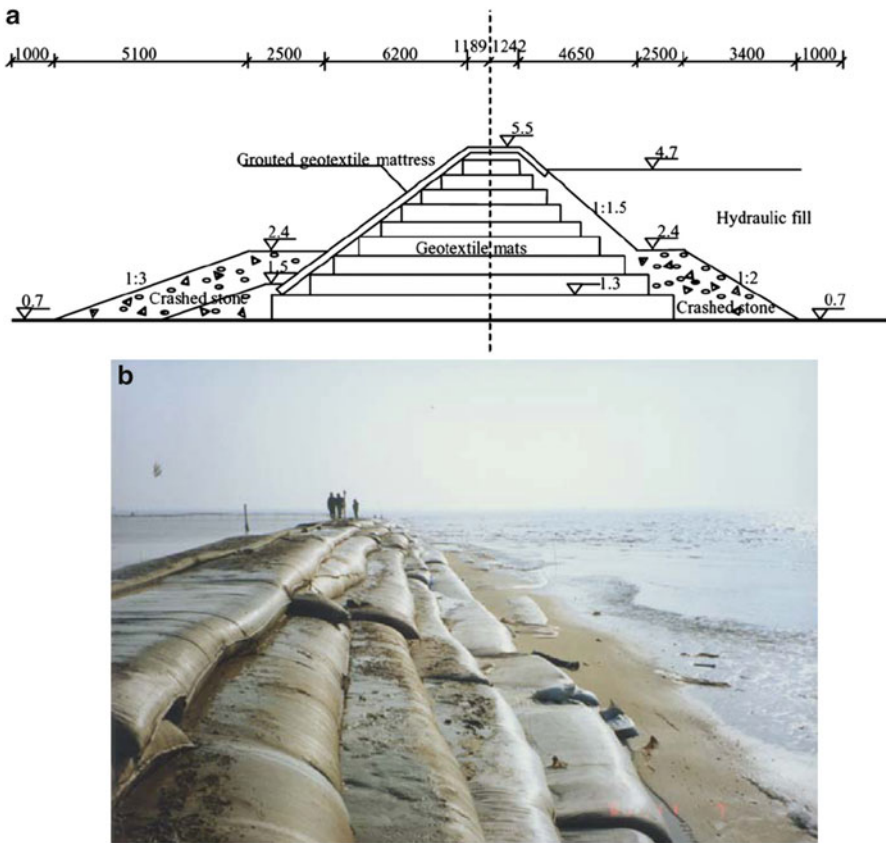 a
1000 5100 2500 6200 1189 1242 4650 2500 3400 1000
5.5
Grouted geotextile mattress
4.7
1:1.5
Hydraulic fill
2.4
Geotextile mats
2.4
1:3
1.5
1:2
Crashed stone
1.3
Crashed stone
0.7
0.7
b